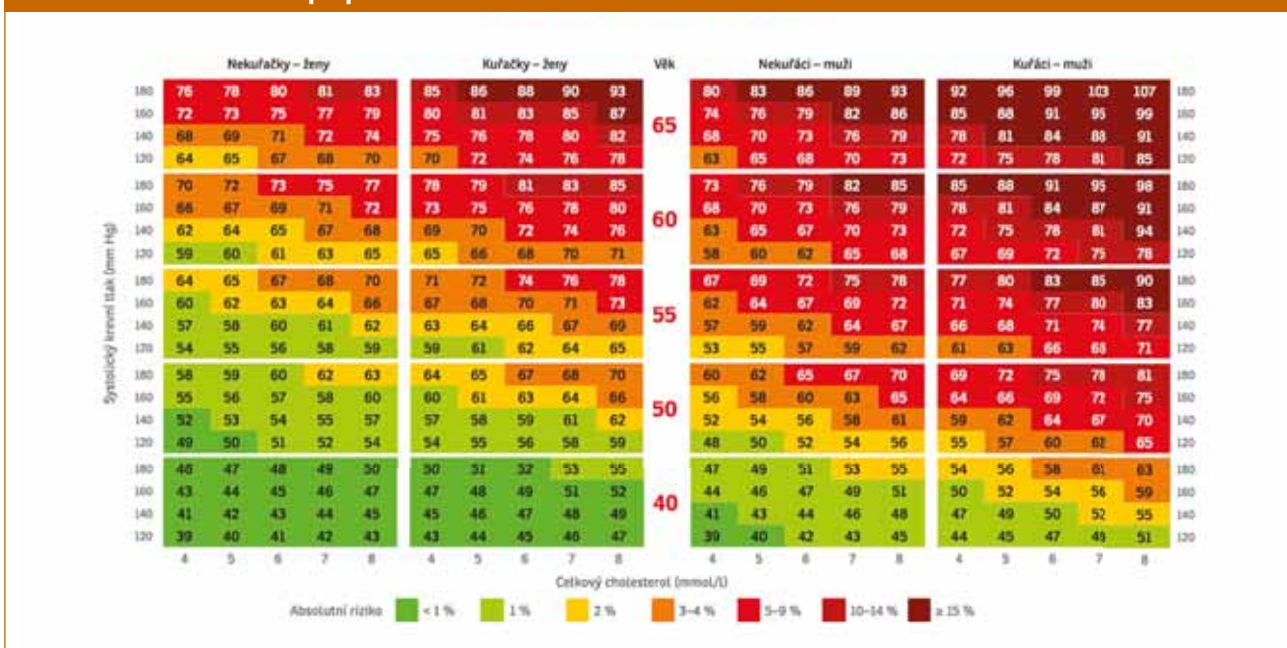 Nekuřačky – ženy Kuřačky – ženy Věk Nekuřáci – muži Kuřáci – muži
180 76 78 80 81 83 85 86 88 90 93 80 83 86 89 93 92 96 99 103 107 180
160 72 73 75 77 79 80 81 83 85 87 74 76 79 82 86 85 88 91 95 99 160
65
140 68 69 71 72 74 75 76 78 80 82 68 70 73 76 79 78 81 84 88 91 140
120 64 65 67 68 70 70 72 74 76 78 63 65 68 70 73 72 75 78 81 85 120
180 70 72 73 75 77 78 79 81 83 85 73 76 79 82 85 85 88 91 95 98 180
160 66 67 69 71 72 73 75 76 78 80 68 70 73 76 79 78 81 84 87 91 160
60
140 62 64 65 67 68 69 70 72 74 76 63 65 67 70 73 72 75 78 81 94 140
120 59 60 61 63 65 65 66 68 70 71 58 60 62 65 68 67 69 72 75 78 120
Systolický krevní tlak (mm Hg)
180 64 65 67 68 70 71 72 74 76 78 67 69 72 75 78 77 80 83 85 90 180
160 60 62 63 64 66 67 68 70 71 73 62 64 67 69 72 71 74 77 80 83 160
55
140 57 58 60 61 62 63 64 66 67 69 57 59 62 64 67 66 68 71 74 77 140
120 54 55 56 58 59 59 61 62 64 65 53 55 57 59 62 61 63 66 68 71 120
180 58 59 60 62 63 64 65 67 68 70 60 62 65 67 70 69 72 75 78 81 180
160 55 56 57 58 60 60 61 63 64 66 56 58 60 63 65 64 66 69 72 75 160
50
140 52 53 54 55 57 57 58 59 61 62 52 54 56 58 61 59 62 64 67 70 140
120 49 50 51 52 54 54 55 56 58 59 48 50 52 54 56 55 57 60 62 65 120
180 46 47 48 49 50 50 51 52 53 55 47 49 51 53 55 54 56 58 61 63 180
160 43 44 45 46 47 47 48 49 51 52 44 46 47 49 51 50 52 54 56 59 160
40
140 41 42 43 44 45 45 46 47 48 49 41 43 44 46 48 47 49 50 52 55 140
120 39 40 41 42 43 43 44 45 46 47 39 40 42 43 45 44 45 47 49 51 120
4 5 6 7 8 4 5 6 7 8 4 5 6 7 8 4 5 6 7 8
Celkový cholesterol (mmol/l)
Absolutní riziko < 1 % 1 % 2 % 3–4 % 5–9 % 10–14 % ≥ 15 %